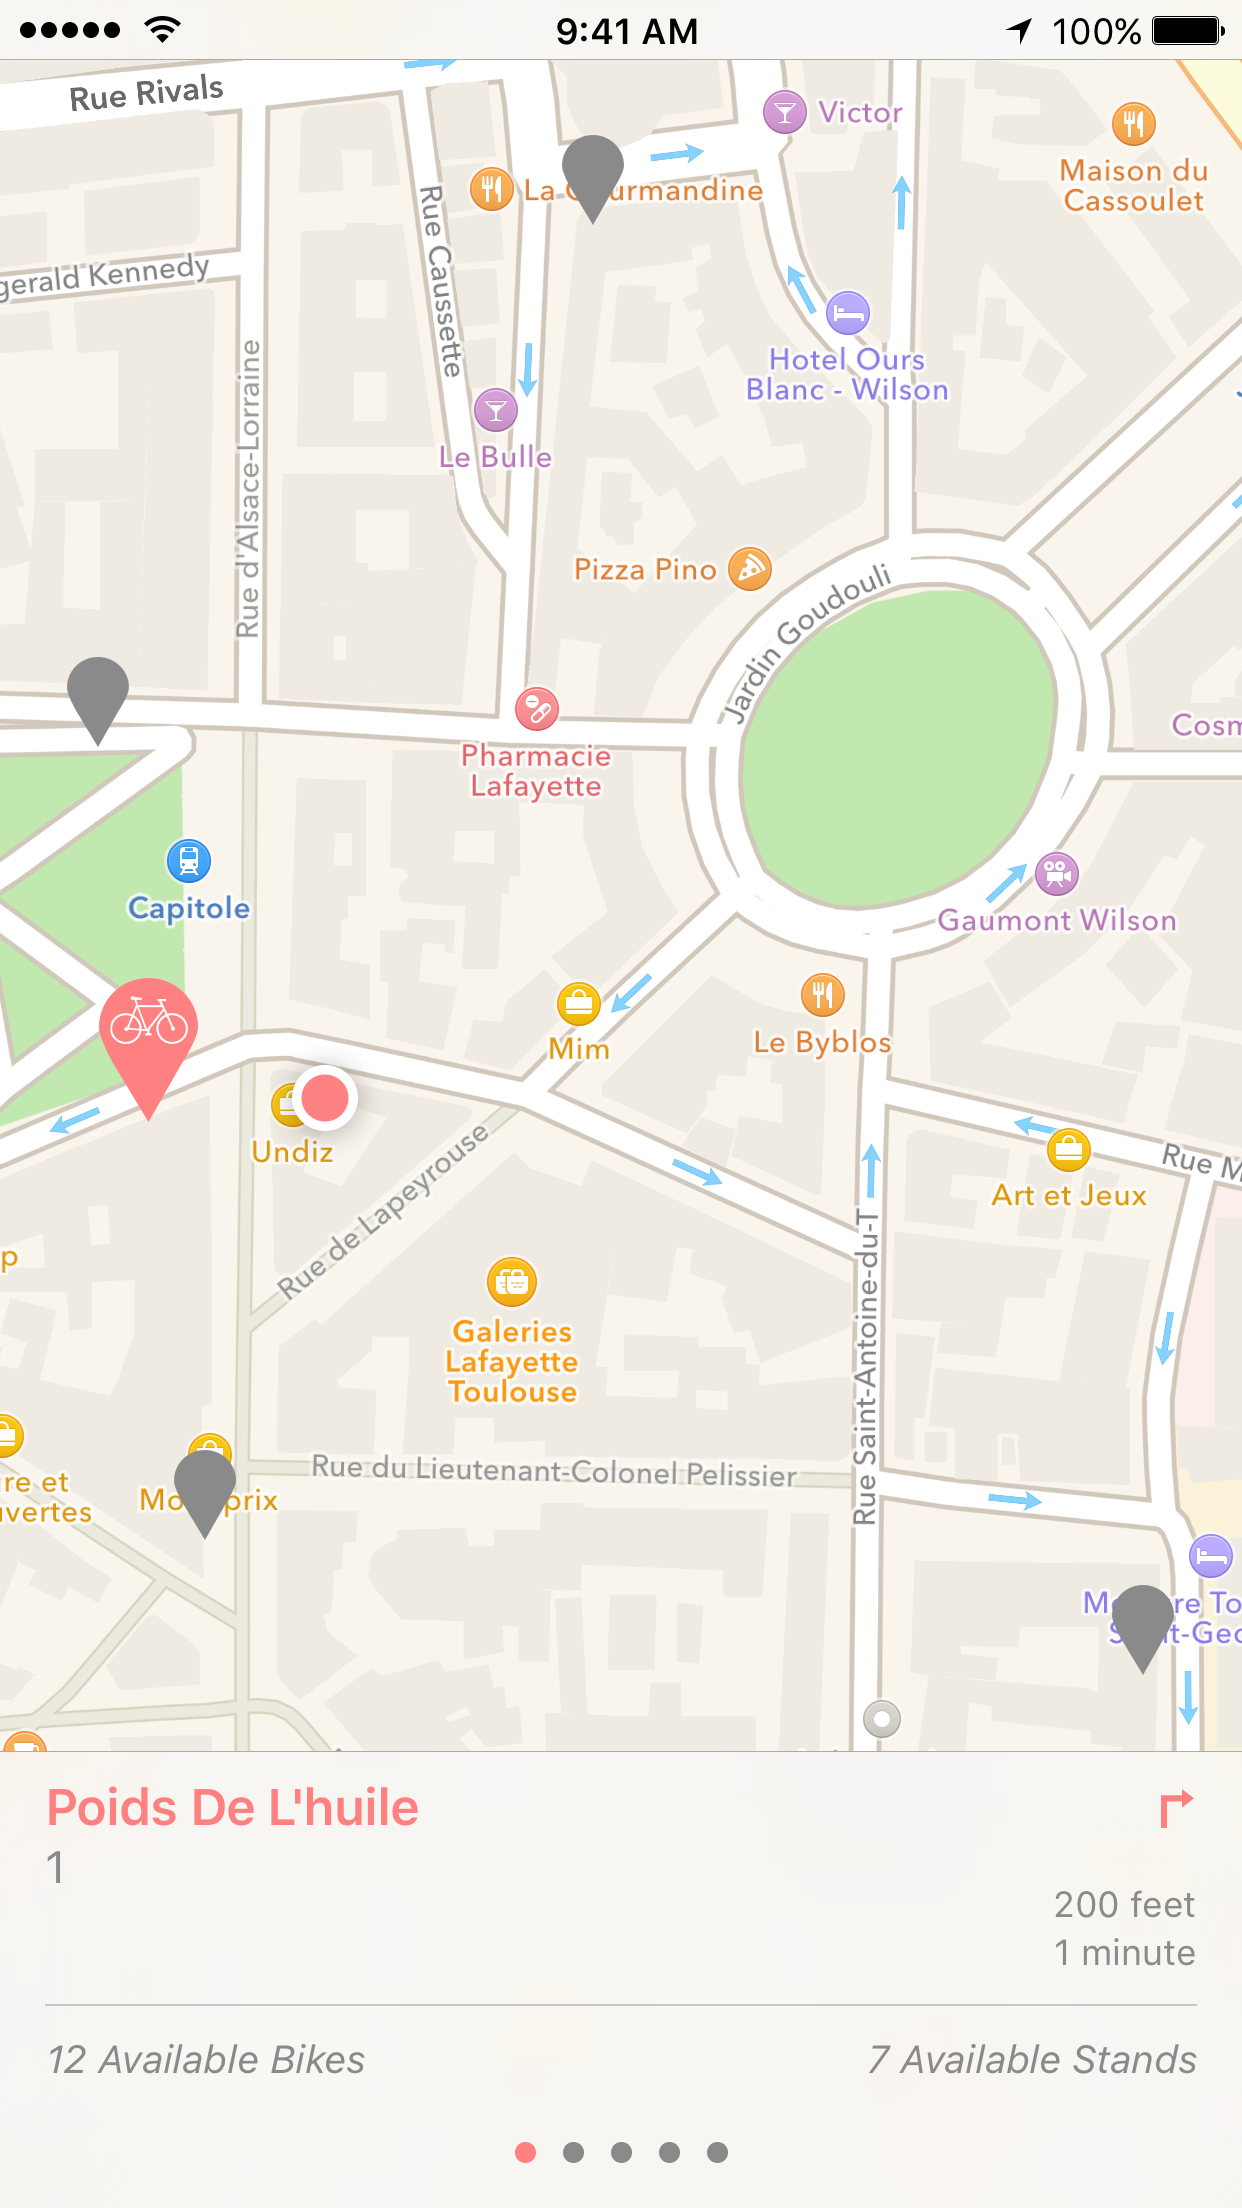 9:41 AM
100%
Rue Rivals
Victor
Maison du
Cassoulet
La G urmandine
Rue Caussette
gerald Kennedy
Hotel Ours
Blanc - Wilson
Rue d'Alsace-Lorraine
Le Bulle
Pizza Pino
Jardin Goudouli
Cosm
Pharmacie
Lafayette
Capitole
Gaumont Wilson
Mim
Le Byblos
Undiz
Rue de Lapeyrouse
Rue M
Art et Jeux
p
Rue Saint-Antoine-du-T
Galeries
Lafayette
Toulouse
Rue du Lieutenant-Colonel Pelissier
re et
vertes
Mo prix
M re To
S t-Geo
Poids De L'huile
1
200 feet
1 minute
12 Available Bikes
7 Available Stands